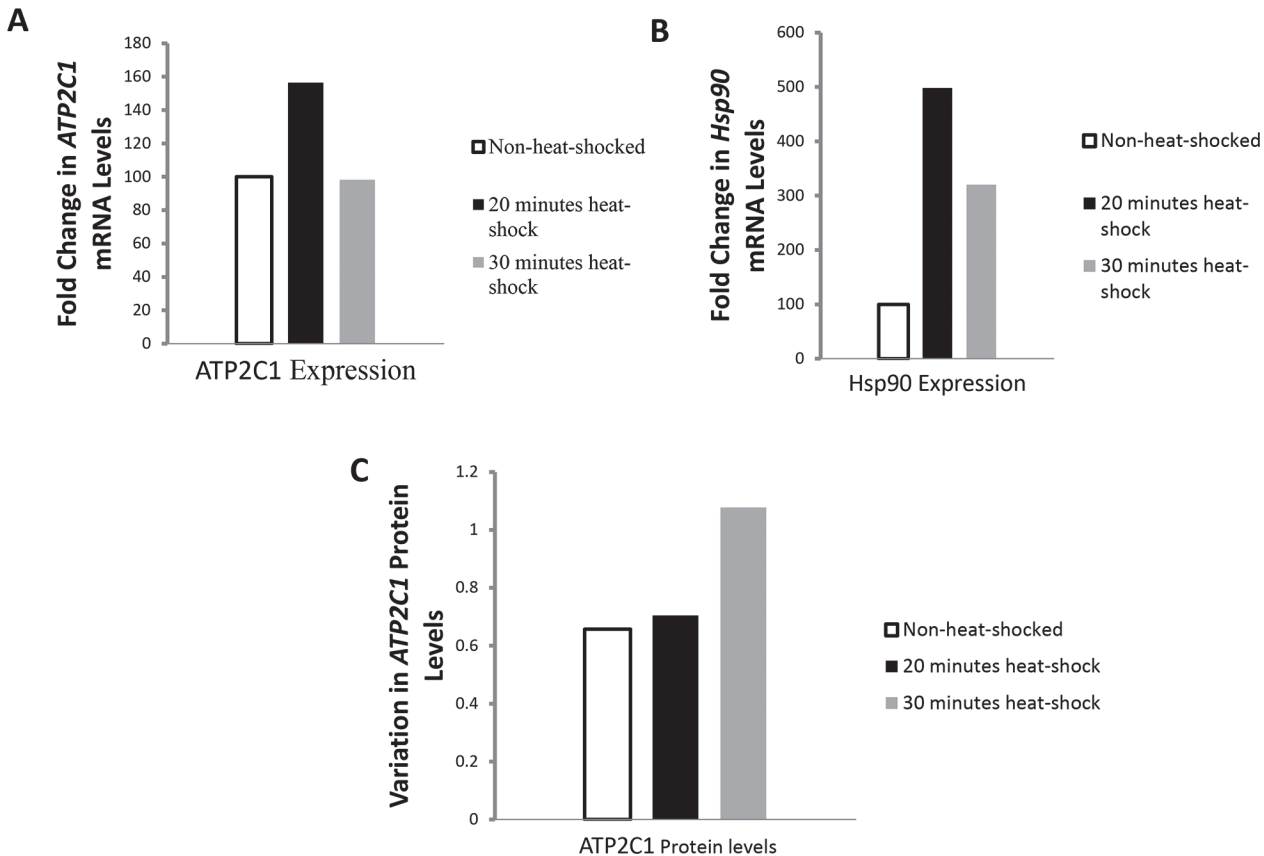 A
Fold Change in ATP2C1
mRNA Levels
180
160
140
120
100
80
60
40
20
0
ATP2C1 Expression
Non-heat-shocked
20 minutes heat-
shock
30 minutes heat-
shock
B
Fold Change in Hsp90
mRNA Levels
600
500
400
300
200
100
0
Hsp90 Expression
Non-heat-shocked
20 minutes heat-
shock
30 minutes heat-
shock
C
Variation in ATP2C1 Protein
Levels
1.2
1
0.8
0.6
0.4
0.2
0
ATP2C1 Protein levels
Non-heat-shocked
20 minutes heat-shock
30 minutes heat-shock